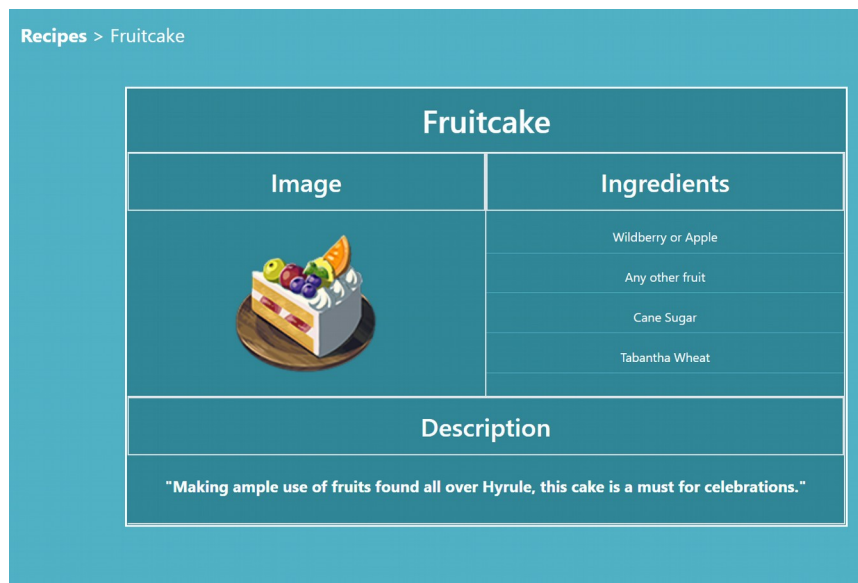 Recipes > Fruitcake
Fruitcake
Image
Ingredients
Wildberry or Apple
Any other fruit
Cane Sugar
Tabantha Wheat
Description
"Making ample use of fruits found all over Hyrule, this cake is a must for celebrations."